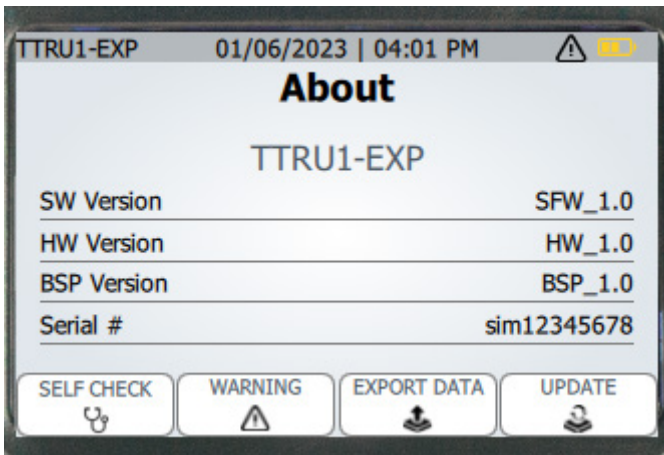 TTRU1-EXP 01/06/2023 | 04:01 PM
About
TTRU1-EXP
SW Version SFW_1.0
HW Version HW_1.0
BSP Version BSP_1.0
Serial # sim12345678
SELF CHECK WARNING EXPORT DATA UPDATE